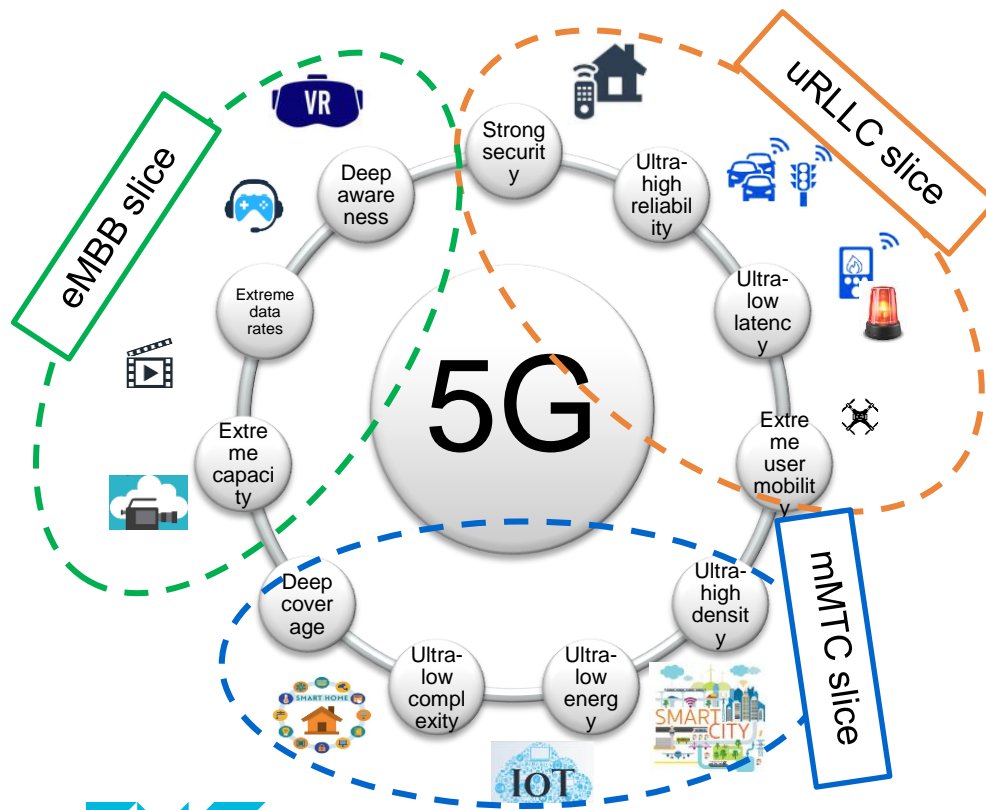 VR
eMBB slice
uRLLC slice
Strong
securit
y
Ultra-
high
reliabil
ity
Deep
aware
ness
Extreme
data
rates
Ultra-
low
latenc
y
5G
Extre
me
capaci
ty
Extre
me
user
mobilit
y
Deep
cover
age
Ultra-
high
densit
y
mMTC slice
Ultra-
low
compl
exity
Ultra-
low
energ
y
SMART HOME
SMART
CITY
IoT